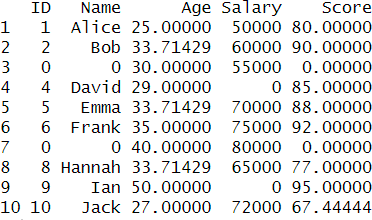 ID   Name      Age Salary    Score
1   1  Alice 25.00000  50000 80.00000
2   2    Bob 33.71429  60000 90.00000
3   0      0 30.00000  55000  0.00000
4   4  David 29.00000      0 85.00000
5   5   Emma 33.71429  70000 88.00000
6   6  Frank 35.00000  75000 92.00000
7   0      0 40.00000  80000  0.00000
8   8 Hannah 33.71429  65000 77.00000
9   9    Ian 50.00000      0 95.00000
10 10   Jack 27.00000  72000 67.44444